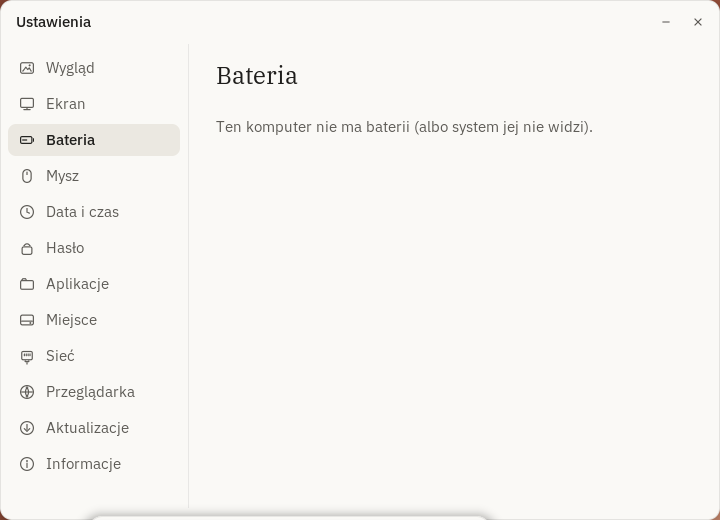 Ustawienia
Wygląd
Ekran
Bateria
Mysz
Data i czas
Hasło
Aplikacje
Miejsce
Sieć
Przeglądarka
Aktualizacje
Informacje
Bateria
Ten komputer nie ma baterii (albo system jej nie widzi).